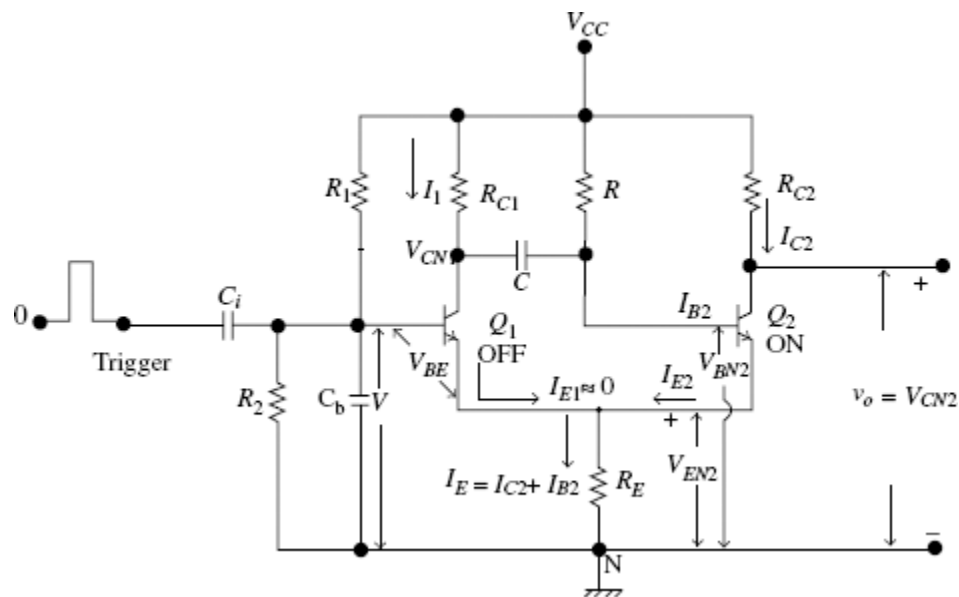 V_CC
R_1
I_1
R_C1
R
R_C2
I_C2
V_CN1
C
0
C_i
Trigger
Q_1
OFF
I_B2
Q_2
ON
V_BE
V_BN2
R_2
C_b
V
I_E1 ≈ 0
I_E2
+
+
v_o = V_CN2
I_E = I_C2 + I_B2
R_E
V_EN2
N
–